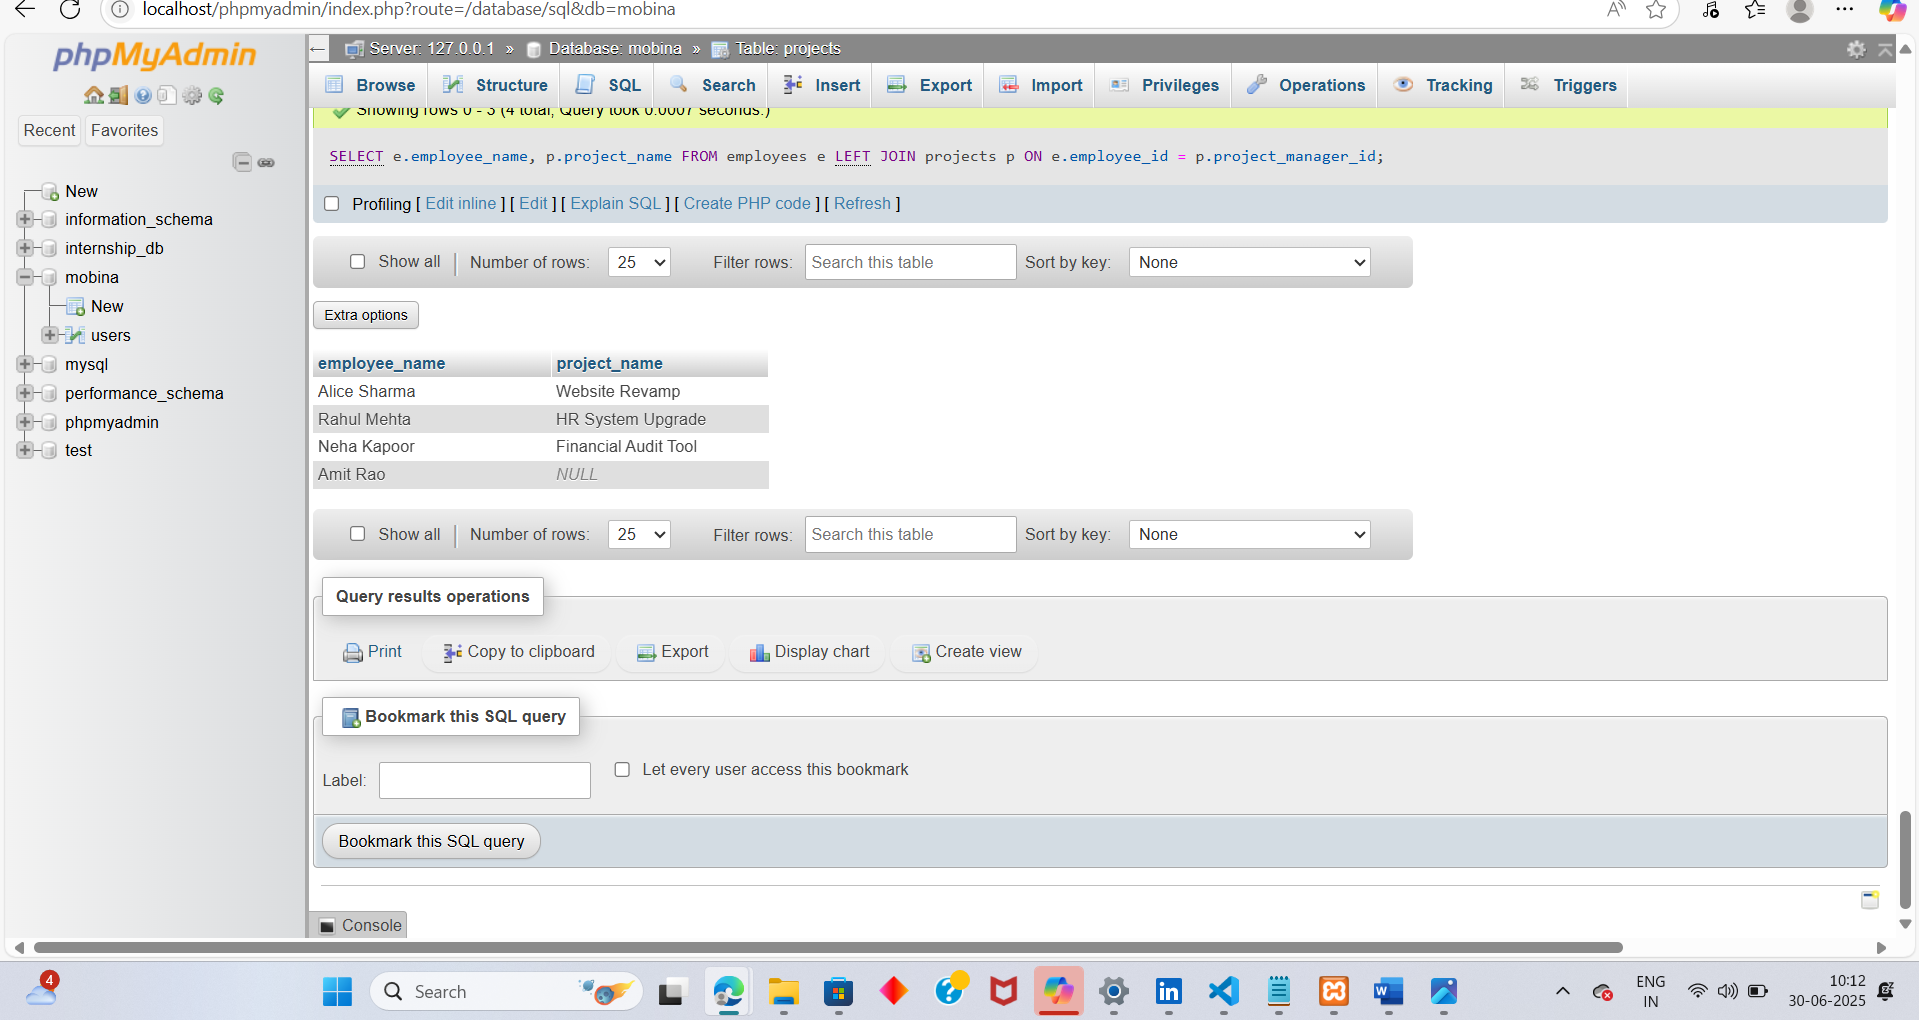 localhost/phpmyadmin/index.php?route=/database/sql&db=mobina
phpMyAdmin
Recent Favorites
New
information_schema
internship_db
mobina
New
users
mysql
performance_schema
phpmyadmin
test
Server: 127.0.0.1 » Database: mobina » Table: projects
Browse Structure SQL Search Insert Export Import Privileges Operations Tracking Triggers
Showing rows 0 - 3 (4 total, Query took 0.0007 seconds.)
SELECT e.employee_name, p.project_name FROM employees e LEFT JOIN projects p ON e.employee_id = p.project_manager_id;
Profiling [ Edit inline ] [ Edit ] [ Explain SQL ] [ Create PHP code ] [ Refresh ]
Show all Number of rows: 25 Filter rows: Search this table Sort by key: None
Extra options
employee_name project_name
Alice Sharma Website Revamp
Rahul Mehta HR System Upgrade
Neha Kapoor Financial Audit Tool
Amit Rao NULL
Show all Number of rows: 25 Filter rows: Search this table Sort by key: None
Query results operations
Print Copy to clipboard Export Display chart Create view
Bookmark this SQL query
Label: Let every user access this bookmark
Bookmark this SQL query
Console
4
Search
ENG
IN
10:12
30-06-2025